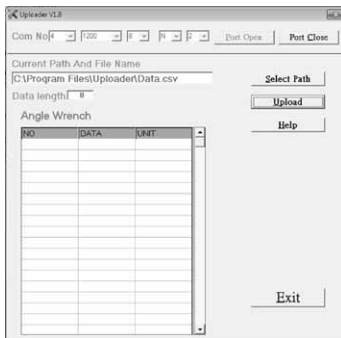 Uploader V1.8
Com No 4 1200 8 N 2 Port Open Port Close
Current Path And File Name
C:\Program Files\Uploader\Data.csv
Select Path
Data length 0
Upload
Help
Angle Wrench
NO DATA UNIT
Exit